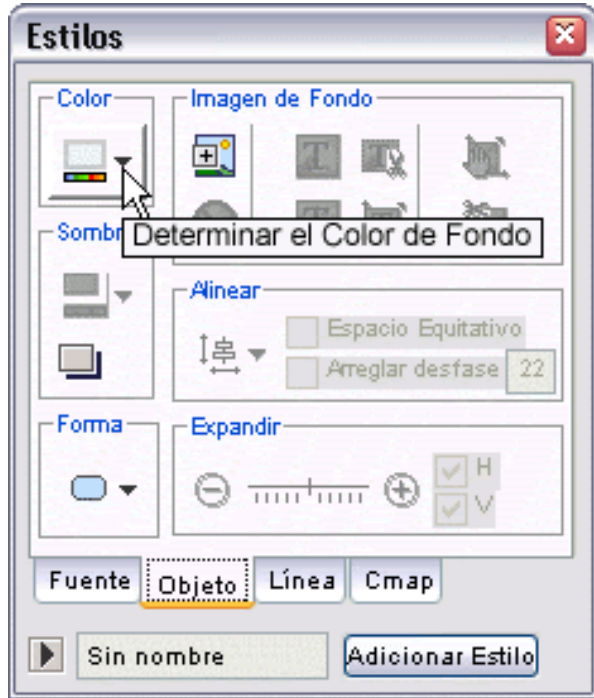 Estilos
Color
Imagen de Fondo
Determinar el Color de Fondo
Alinear
Espacio Equitativo
Arreglar desfase 22
Forma
Expandir
H
V
Fuente Objeto Línea Cmap
Sin nombre Adicionar Estilo